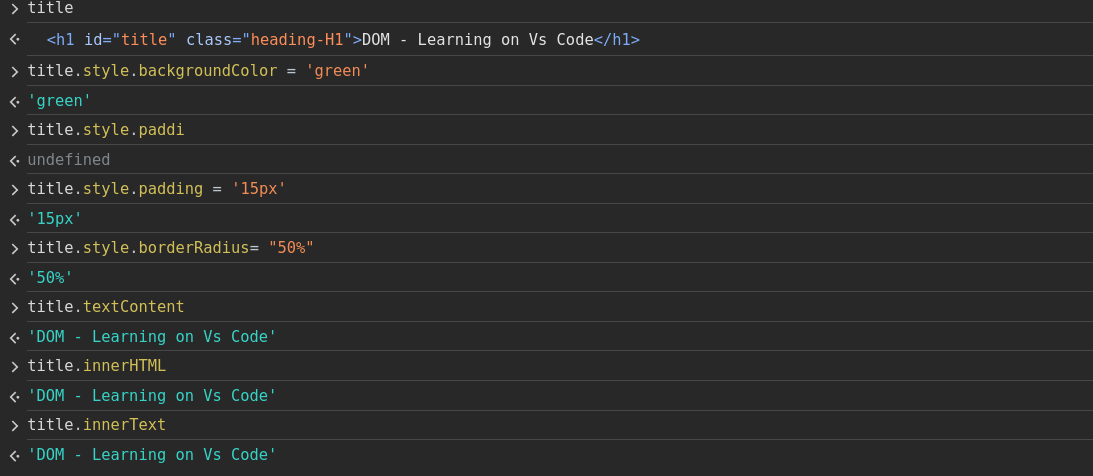 title
<h1 id="title" class="heading-H1">DOM - Learning on Vs Code</h1>
title.style.backgroundColor = 'green'
'green'
title.style.paddi
undefined
title.style.padding = '15px'
'15px'
title.style.borderRadius= "50%"
'50%'
title.textContent
'DOM - Learning on Vs Code'
title.innerHTML
'DOM - Learning on Vs Code'
title.innerText
'DOM - Learning on Vs Code'